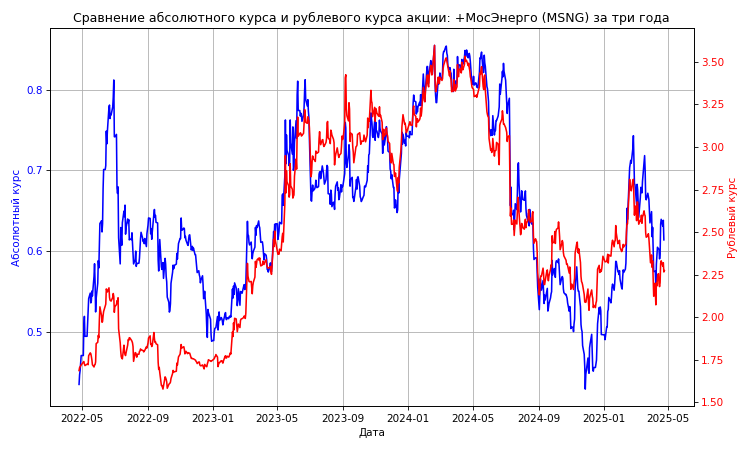 Сравнение абсолютного курса и рублевого курса акции: +МосЭнерго (MSNG) за три года
Абсолютный курс
0.8
0.7
0.6
0.5
3.50
3.25
3.00
2.75
2.50
2.25
2.00
1.75
1.50
Рублевый курс
2022-05 2022-09 2023-01 2023-05 2023-09 2024-01 2024-05 2024-09 2025-01 2025-05
Дата